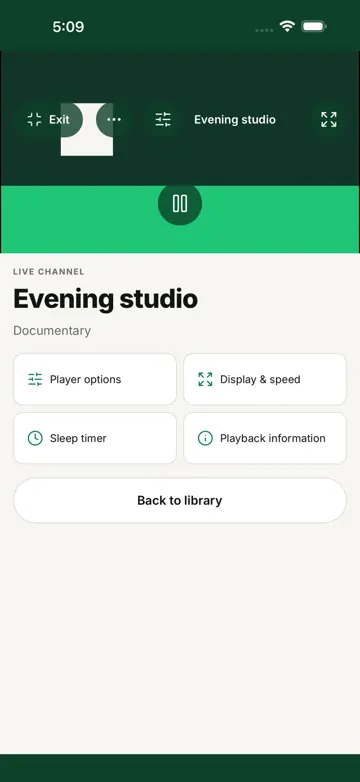 5:09
Exit
Evening studio
LIVE CHANNEL
Evening studio
Documentary
Player options
Display & speed
Sleep timer
Playback information
Back to library